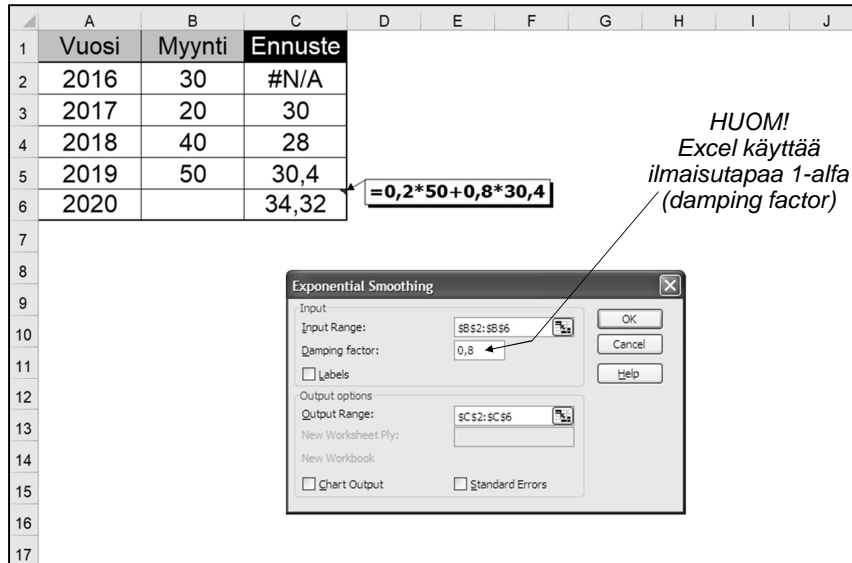 A B C D E F G H I J
1 Vuosi Myynti Ennuste
2 2016 30 #N/A
3 2017 20 30
4 2018 40 28
5 2019 50 30,4
6 2020 34,32
=0,2*50+0,8*30,4
HUOM!
Excel käyttää
ilmaisutapaa 1-alfa
(damping factor)
7
8
9
10
11
12
13
14
15
16
17
Exponential Smoothing
Input
Input Range: $B$2:$B$6
Damping factor: 0,8
Labels
Output options
Output Range: $C$2:$C$6
New Worksheet Ply:
New Workbook
Chart Output Standard Errors
OK
Cancel
Help